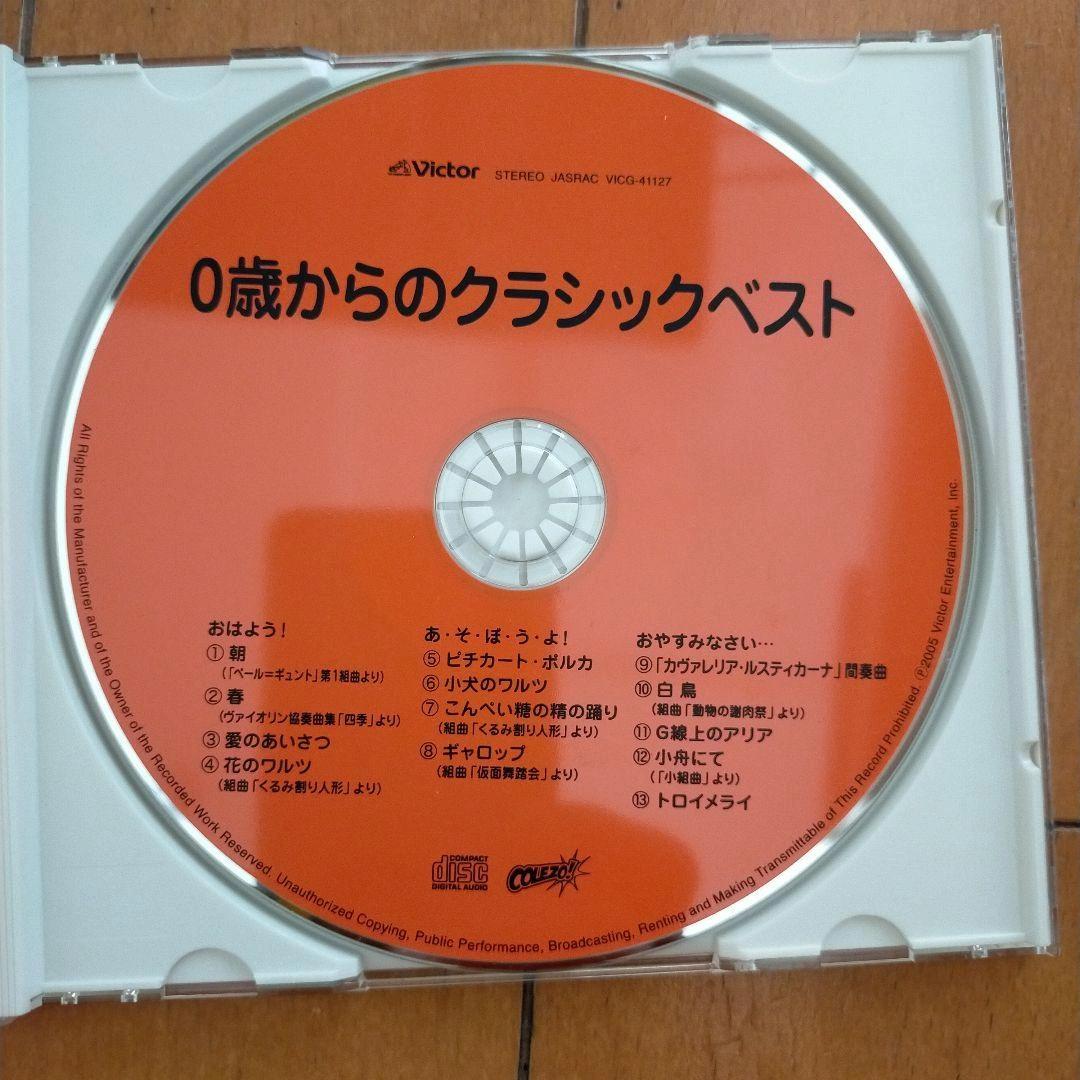 Victor STEREO JASRAC VICG-41127
0歳からのクラシックベスト
おはよう!
①朝
(「ペール=ギュント」第1組曲より)
②春
(ヴァイオリン協奏曲集「四季」より)
③愛のあいさつ
④花のワルツ
(組曲「くるみ割り人形」より)
あ・そ・ぼ・う・よ!
⑤ピチカート・ポルカ
⑥小犬のワルツ
⑦こんぺい糖の精の踊り
(組曲「くるみ割り人形」より)
⑧ギャロップ
(組曲「仮面舞踏会」より)
おやすみなさい…
⑨「カヴァレリア・ルスティカーナ」間奏曲
⑩白鳥
(組曲「動物の謝肉祭」より)
⑪G線上のアリア
⑫小舟にて
(「小組曲」より)
⑬トロイメライ
COMPACT
disc
DIGITAL AUDIO
COLEZO!
All Rights of the Manufacturer and of the Owner of the Recorded Work Reserved. Unauthorized Copying, Public Performance, Broadcasting, Renting and Making Transmittable of This Record Prohibited. ℗2005 Victor Entertainment, Inc.